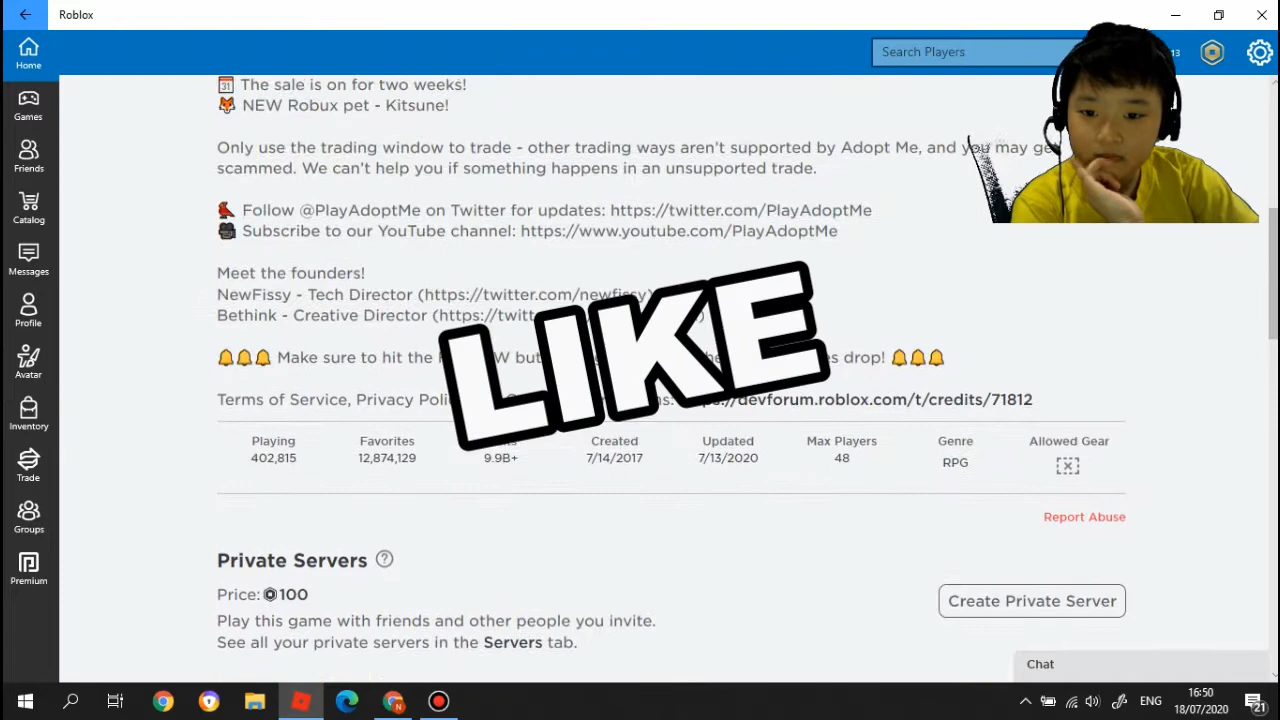 Roblox
Home
Search Players
13
The sale is on for two weeks!
NEW Robux pet - Kitsune!
Games
Only use the trading window to trade - other trading ways aren't supported by Adopt Me, and you may ge
scammed. We can't help you if something happens in an unsupported trade.
Friends
Follow @PlayAdoptMe on Twitter for updates: https://twitter.com/PlayAdoptMe
Subscribe to our YouTube channel: https://www.youtube.com/PlayAdoptMe
Catalog
Messages
Meet the founders!
NewFissy - Tech Director (https://twitter.com/newfissy)
Bethink - Creative Director (https://twitt
Profile
LIKE
Make sure to hit the W but drop!
Avatar
Terms of Service, Privacy Poli devforum.roblox.com/t/credits/71812
Inventory
Playing Favorites Created Updated Max Players Genre Allowed Gear
402,815 12,874,129 9.9B+ 7/14/2017 7/13/2020 48 RPG
Trade
Report Abuse
Groups
Private Servers
Premium
Price: 100
Create Private Server
Play this game with friends and other people you invite.
See all your private servers in the Servers tab.
Chat
ENG
16:50
18/07/2020
21